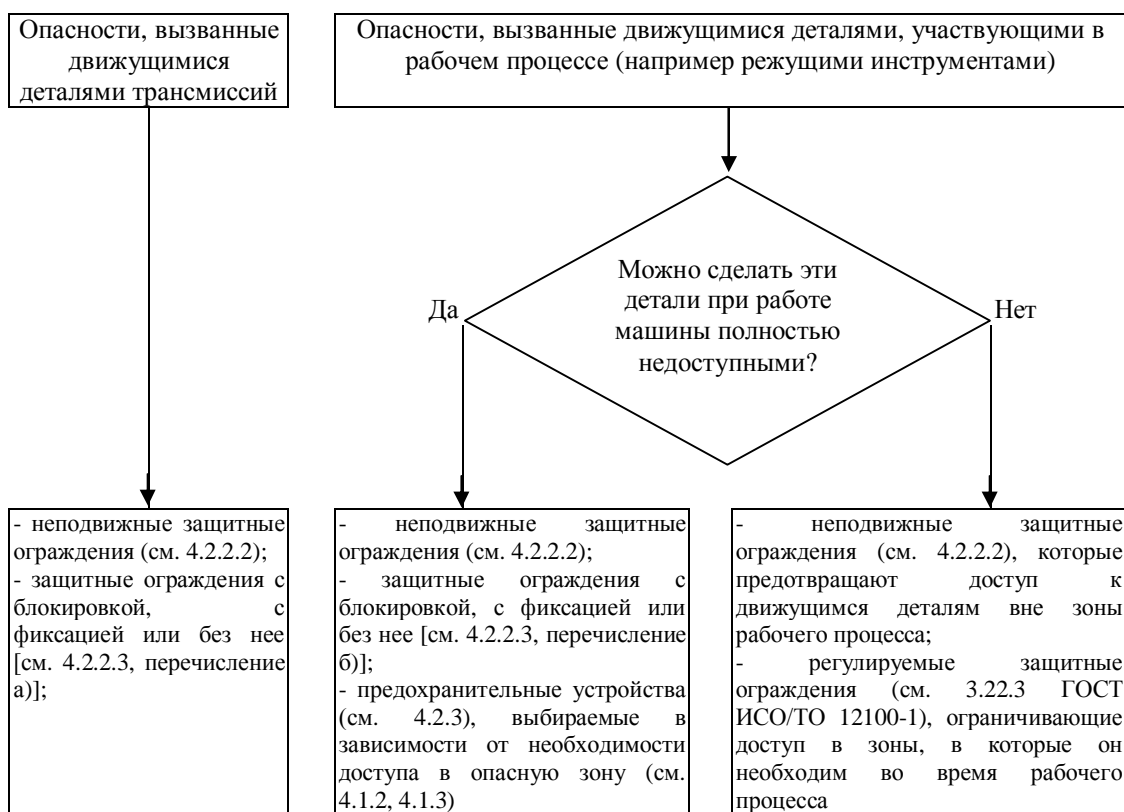 Опасности, вызванные
движущимися
деталями трансмиссий
Опасности, вызванные движущимися деталями, участвующими в
рабочем процессе (например режущими инструментами)
Можно сделать эти
детали при работе
машины полностью
недоступными?
Да
Нет
- неподвижные защитные
ограждения (см. 4.2.2.2);
- защитные ограждения с
блокировкой, с
фиксацией или без нее
[см. 4.2.2.3, перечисление
а)];
- неподвижные защитные
ограждения (см. 4.2.2.2);
- защитные ограждения с
блокировкой, с фиксацией или
без нее [см. 4.2.2.3, перечисление
б)];
- предохранительные устройства
(см. 4.2.3), выбираемые в
зависимости от необходимости
доступа в опасную зону (см.
4.1.2, 4.1.3)
- неподвижные защитные
ограждения (см. 4.2.2.2), которые
предотвращают доступ к
движущимся деталям вне зоны
рабочего процесса;
- регулируемые защитные
ограждения (см. 3.22.3 ГОСТ
ИСО/ТО 12100-1), ограничивающие
доступ в зоны, в которые он
необходим во время рабочего
процесса